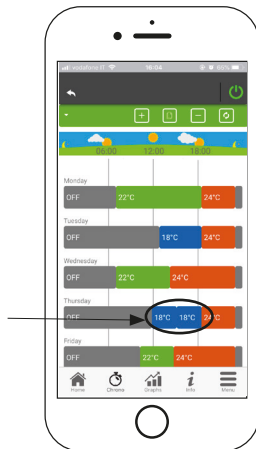 vodafone IT 16:04 80%
06:00 12:00 18:00
Monday
OFF 22°C 24°C
Tuesday
OFF 18°C 24°C
Wednesday
OFF 22°C 24°C
Thursday
OFF 18°C 18°C 24°C
Friday
OFF 22°C 24°C
Home Chrono Graphs Info Menu